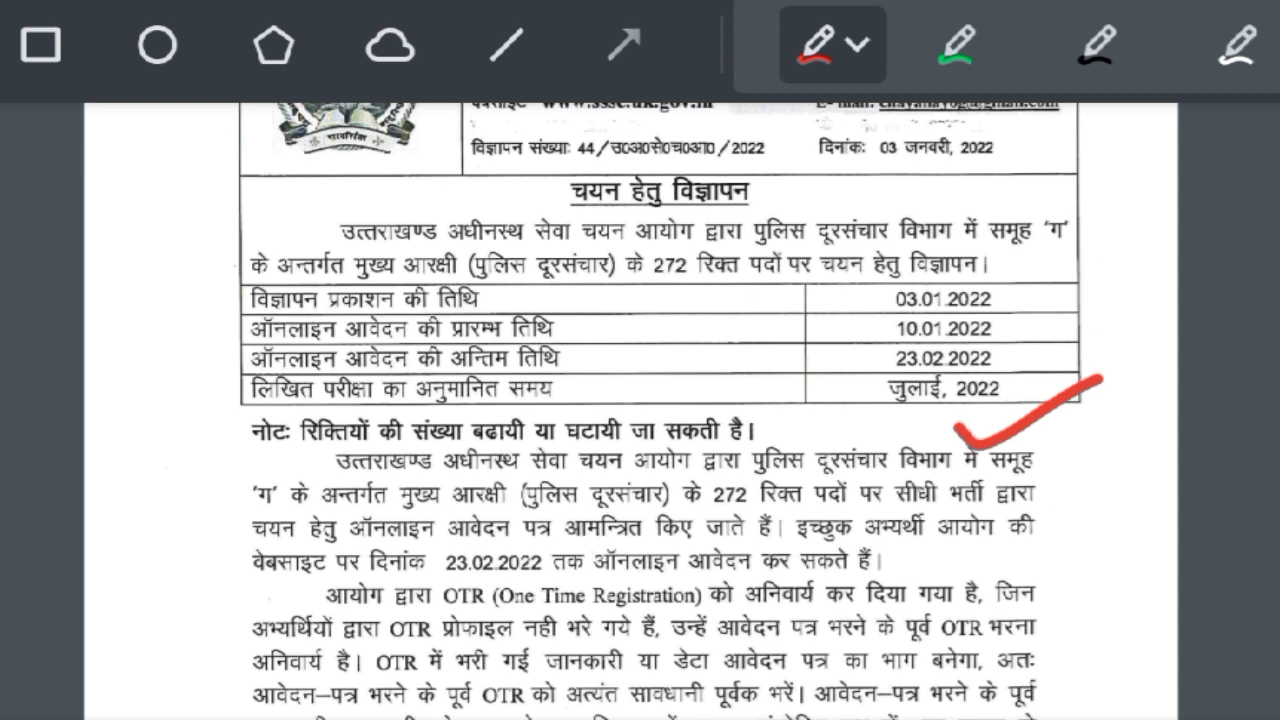 www.sssc.uk.gov.in
विज्ञापन संख्याः 44/उ0अ0से0च0आ0/2022 दिनांकः 03 जनवरी, 2022
चयन हेतु विज्ञापन
उत्तराखण्ड अधीनस्थ सेवा चयन आयोग द्वारा पुलिस दूरसंचार विभाग में समूह 'ग'
के अन्तर्गत मुख्य आरक्षी (पुलिस दूरसंचार) के 272 रिक्त पदों पर चयन हेतु विज्ञापन।
विज्ञापन प्रकाशन की तिथि 03.01.2022
ऑनलाइन आवेदन की प्रारम्भ तिथि 10.01.2022
ऑनलाइन आवेदन की अन्तिम तिथि 23.02.2022
लिखित परीक्षा का अनुमानित समय जुलाई, 2022
नोटः रिक्तियों की संख्या बढायी या घटायी जा सकती है।
उत्तराखण्ड अधीनस्थ सेवा चयन आयोग द्वारा पुलिस दूरसंचार विभाग में समूह
'ग' के अन्तर्गत मुख्य आरक्षी (पुलिस दूरसंचार) के 272 रिक्त पदों पर सीधी भर्ती द्वारा
चयन हेतु ऑनलाइन आवेदन पत्र आमन्त्रित किए जाते हैं। इच्छुक अभ्यर्थी आयोग की
वेबसाइट पर दिनांक 23.02.2022 तक ऑनलाइन आवेदन कर सकते हैं।
आयोग द्वारा OTR (One Time Registration) को अनिवार्य कर दिया गया है, जिन
अभ्यर्थियों द्वारा OTR प्रोफाइल नही भरे गये हैं, उन्हें आवेदन पत्र भरने के पूर्व OTR भरना
अनिवार्य है। OTR में भरी गई जानकारी या डेटा आवेदन पत्र का भाग बनेगा, अतः
आवेदन–पत्र भरने के पूर्व OTR को अत्यंत सावधानी पूर्वक भरें। आवेदन–पत्र भरने के पूर्व